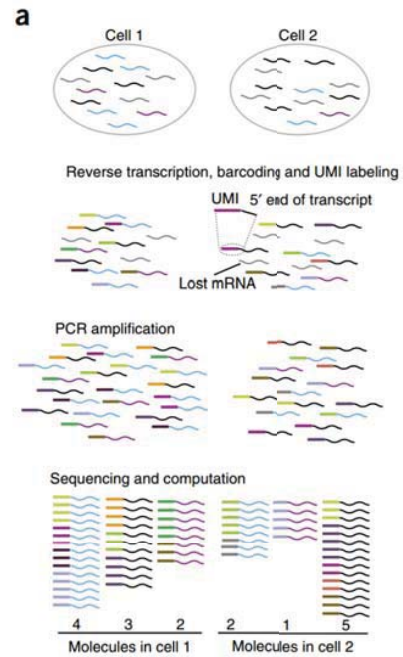 a
Cell 1 Cell 2
Reverse transcription, barcoding and UMI labeling
UMI 5′ end of transcript
Lost mRNA
PCR amplification
Sequencing and computation
4 3 2 2 1 5
Molecules in cell 1 Molecules in cell 2